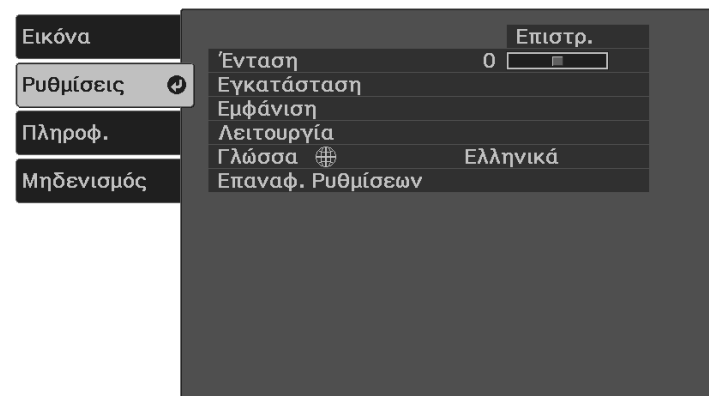 Εικόνα
Ρυθμίσεις
Πληροφ.
Μηδενισμός
Επιστρ.
Ένταση 0
Εγκατάσταση
Εμφάνιση
Λειτουργία
Γλώσσα Ελληνικά
Επαναφ. Ρυθμίσεων